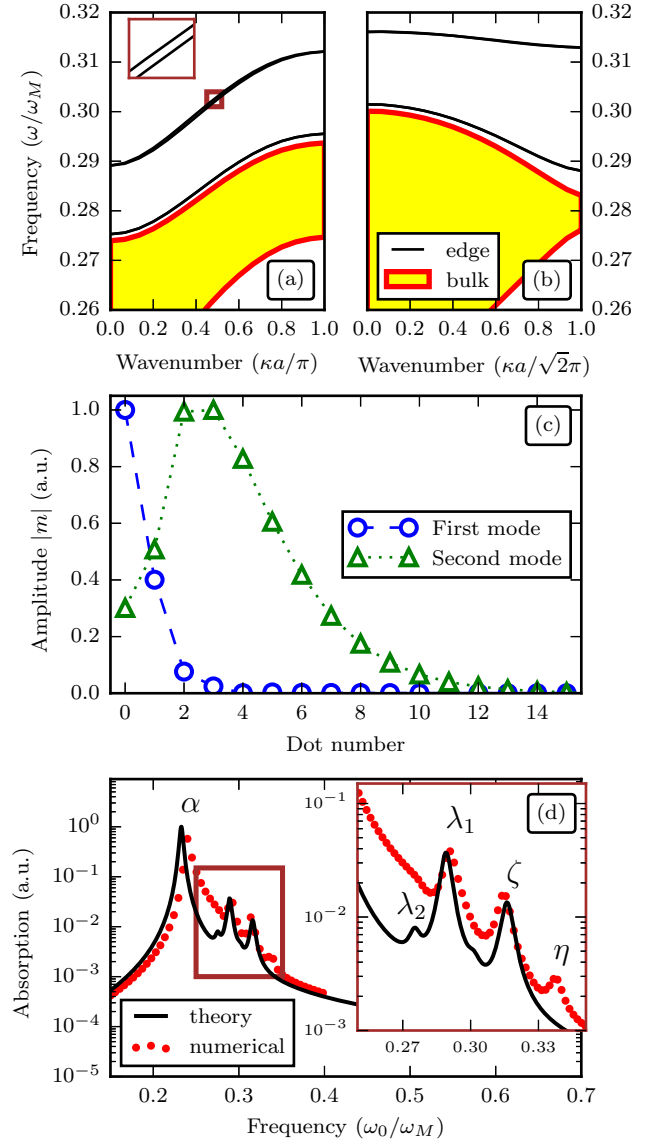 0.32
0.31
0.30
0.29
0.28
0.27
0.26
Frequency (ω/ω_M)
(a)
0.0 0.2 0.4 0.6 0.8 1.0
Wavenumber (κa/π)
0.32
0.31
0.30
0.29
0.28
0.27
0.26
edge
bulk
(b)
0.0 0.2 0.4 0.6 0.8 1.0
Wavenumber (κa/√2π)
1.0
0.8
0.6
0.4
0.2
0.0
Amplitude |m| (a.u.)
(c)
First mode
Second mode
0 2 4 6 8 10 12 14
Dot number
10⁰
10⁻¹
10⁻²
10⁻³
10⁻⁴
10⁻⁵
Absorption (a.u.)
α
theory
numerical
(d)
10⁻¹
10⁻²
10⁻³
λ₁
λ₂
ζ
η
0.27 0.30 0.33
0.2 0.3 0.4 0.5 0.6 0.7
Frequency (ω₀/ω_M)